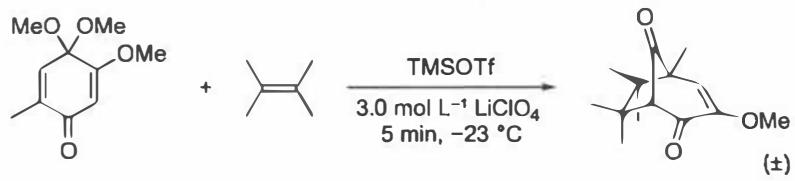 MeO OMe
OMe
O
+
TMSOTf
3.0 mol L⁻¹ LiClO₄
5 min, −23 °C
O
O
OMe
(±)